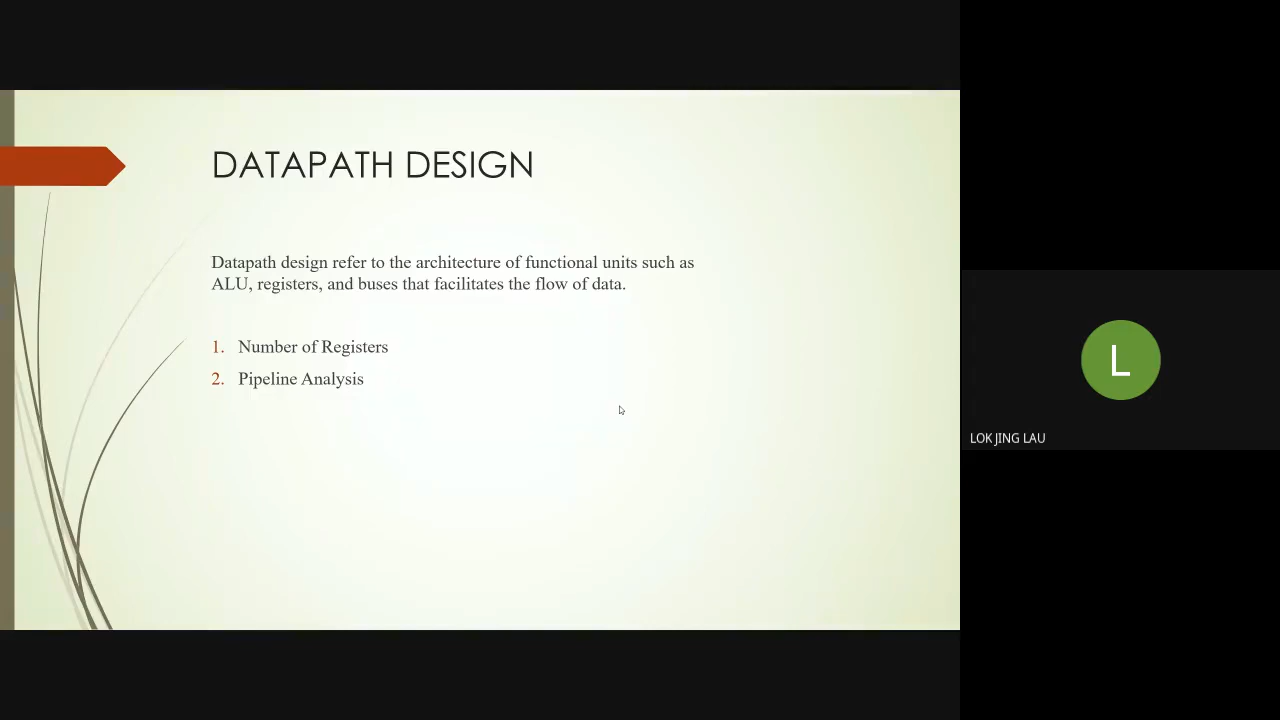 DATAPATH DESIGN
Datapath design refer to the architecture of functional units such as
ALU, registers, and buses that facilitates the flow of data.
1. Number of Registers
2. Pipeline Analysis
L
LOK JING LAU